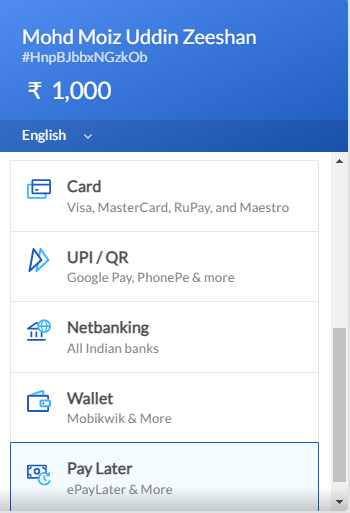 Mohd Moiz Uddin Zeeshan
#HnpBJbbxNGzkOb
₹ 1,000
English
Card
Visa, MasterCard, RuPay, and Maestro
UPI / QR
Google Pay, PhonePe & more
Netbanking
All Indian banks
Wallet
Mobikwik & More
Pay Later
ePayLater & More